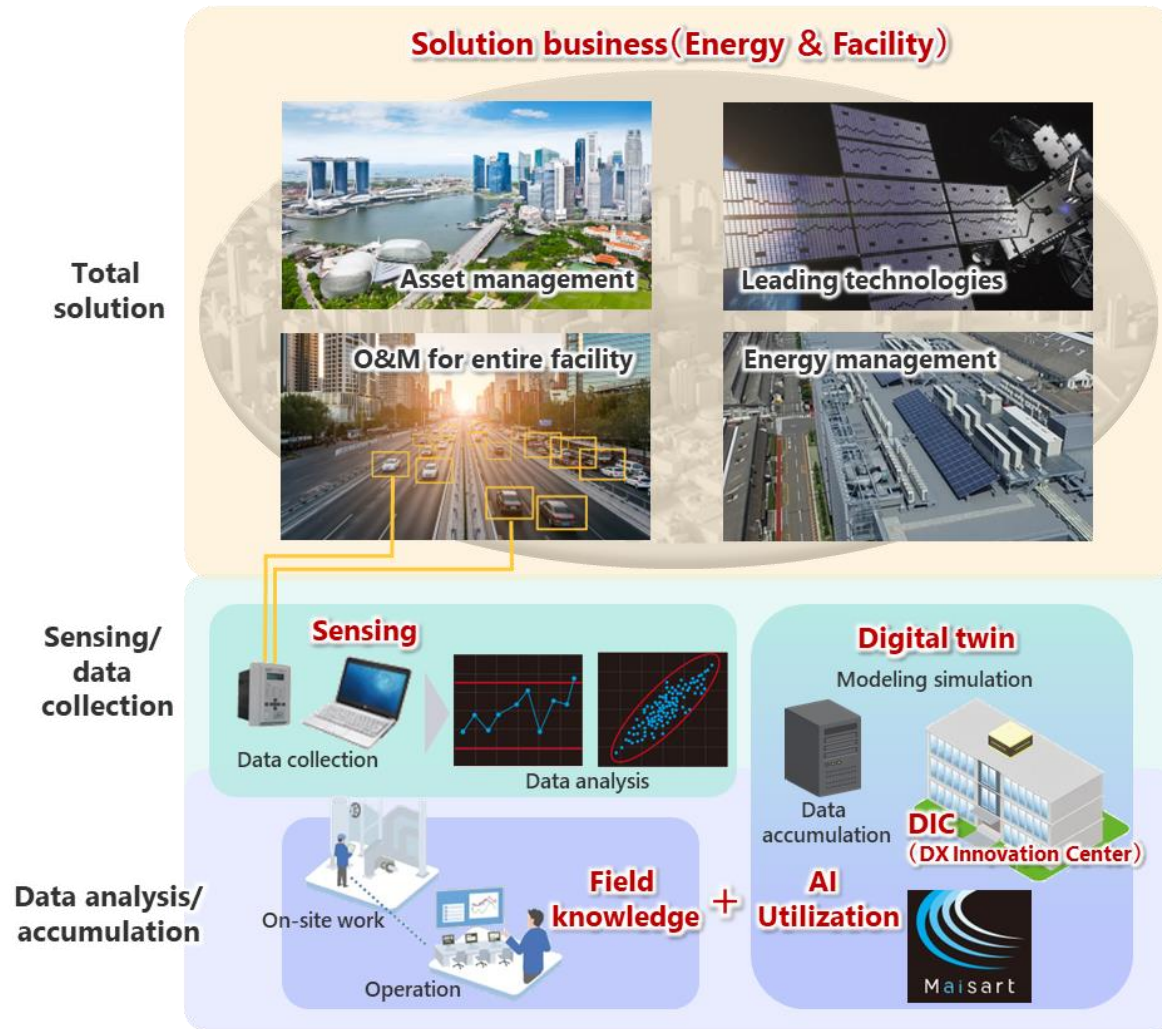 Solution business（Energy & Facility）
Total
solution
Asset management
Leading technologies
O&M for entire facility
Energy management
Sensing/
data
collection
Sensing
Data collection
Data analysis
Digital twin
Modeling simulation
Data
accumulation
DIC
（DX Innovation Center）
Data analysis/
accumulation
On-site work
Operation
Field
knowledge
+
AI
Utilization
Maisart